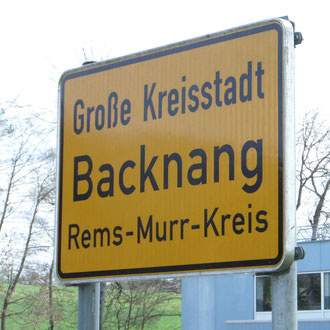 Große Kreisstadt
Backnang
Rems-Murr-Kreis